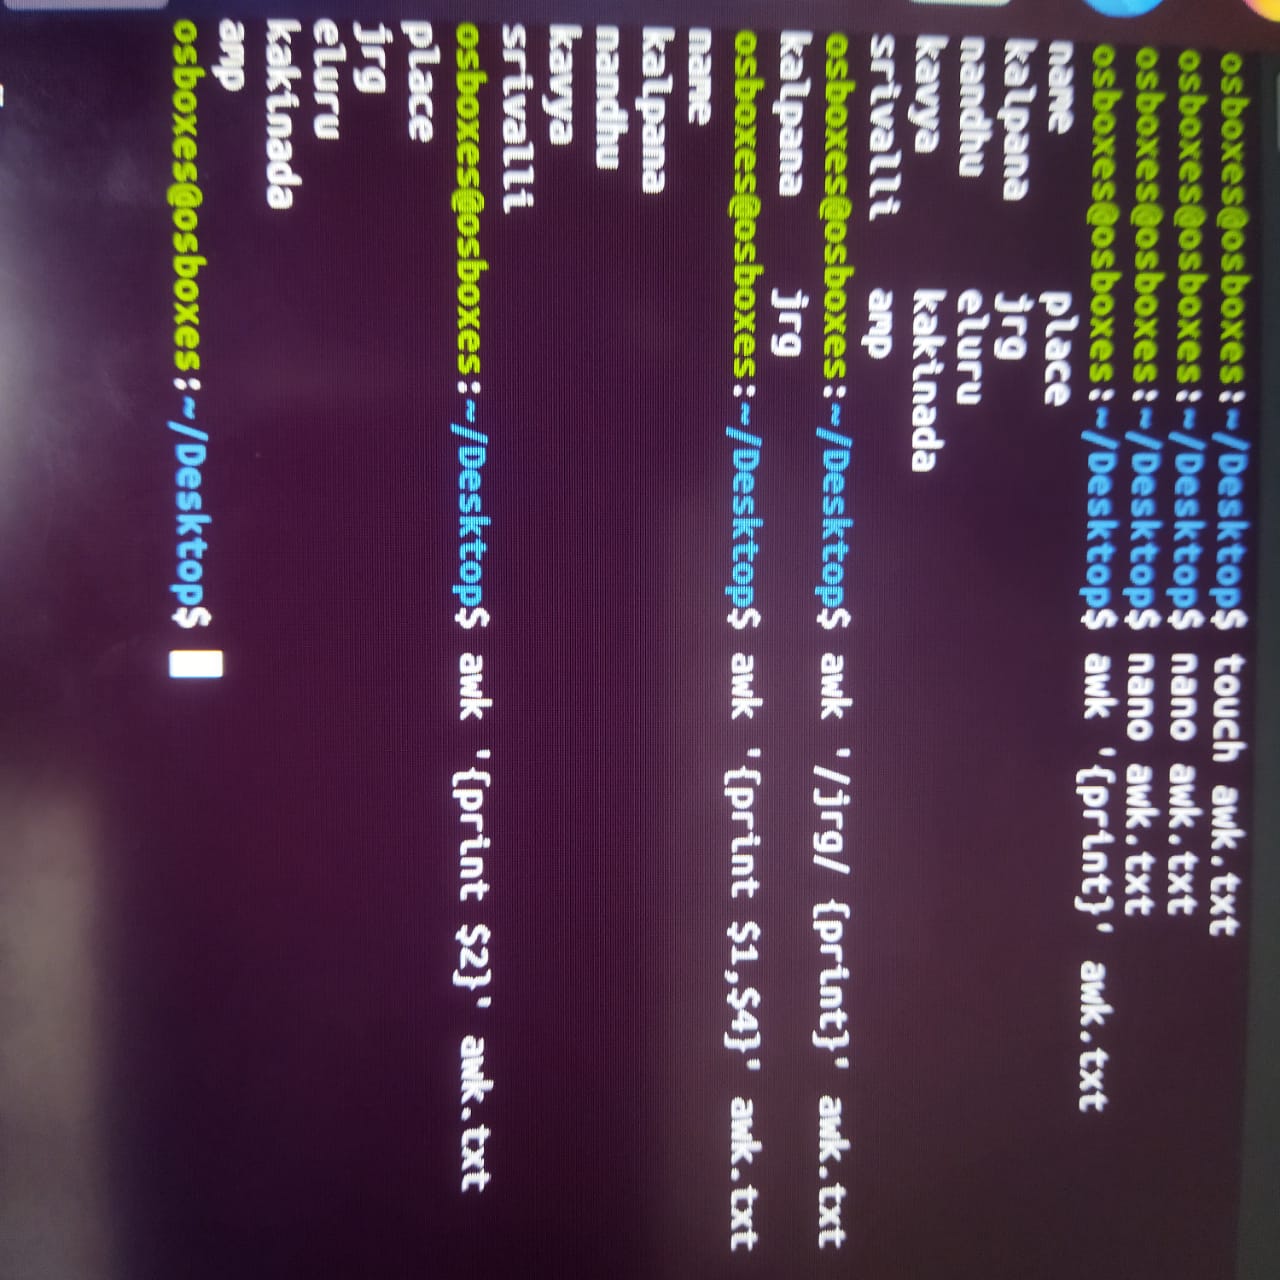 osboxes@osboxes:~/Desktop$ touch awk.txt
osboxes@osboxes:~/Desktop$ nano awk.txt
osboxes@osboxes:~/Desktop$ nano awk.txt
osboxes@osboxes:~/Desktop$ awk '{print}' awk.txt
name place
kalpana jrg
nandhu eluru
kavya kakinada
srivalli amp
osboxes@osboxes:~/Desktop$ awk '/jrg/ {print}' awk.txt
kalpana jrg
osboxes@osboxes:~/Desktop$ awk '{print $1,$4}' awk.txt
name
kalpana
nandhu
kavya
srivalli
osboxes@osboxes:~/Desktop$ awk '{print $2}' awk.txt
place
jrg
eluru
kakinada
amp
osboxes@osboxes:~/Desktop$